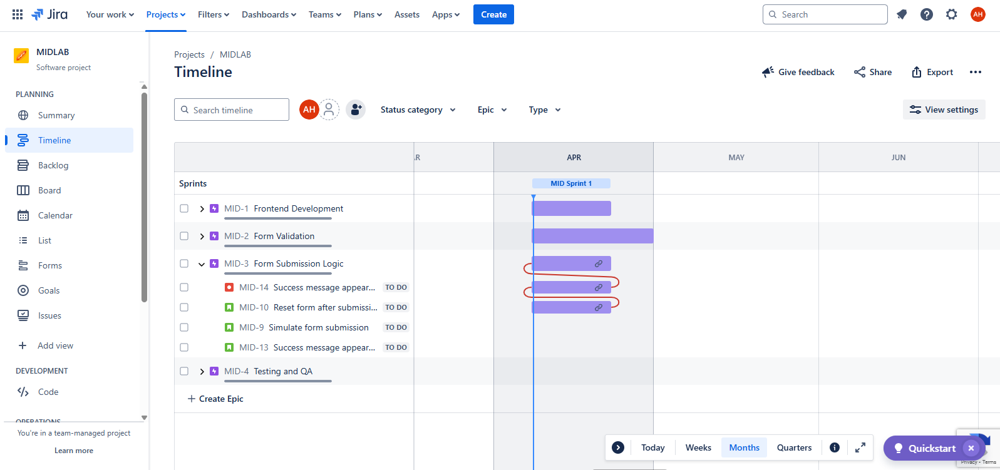 Jira
Your work
Projects
Filters
Dashboards
Teams
Plans
Assets
Apps
Create
Search
AH
MIDLAB
Software project
PLANNING
Summary
Timeline
Backlog
Board
Calendar
List
Forms
Goals
Issues
Add view
DEVELOPMENT
Code
OPERATIONS
You're in a team-managed project
Learn more
Projects / MIDLAB
Timeline
Give feedback
Share
Export
Search timeline
AH
Status category
Epic
Type
View settings
APR
MAY
JUN
Sprints
MID Sprint 1
MID-1 Frontend Development
MID-2 Form Validation
MID-3 Form Submission Logic
MID-14 Success message appear... TO DO
MID-10 Reset form after submissi... TO DO
MID-9 Simulate form submission TO DO
MID-13 Success message appear... TO DO
MID-4 Testing and QA
Create Epic
Today
Weeks
Months
Quarters
Quickstart
Privacy - Terms